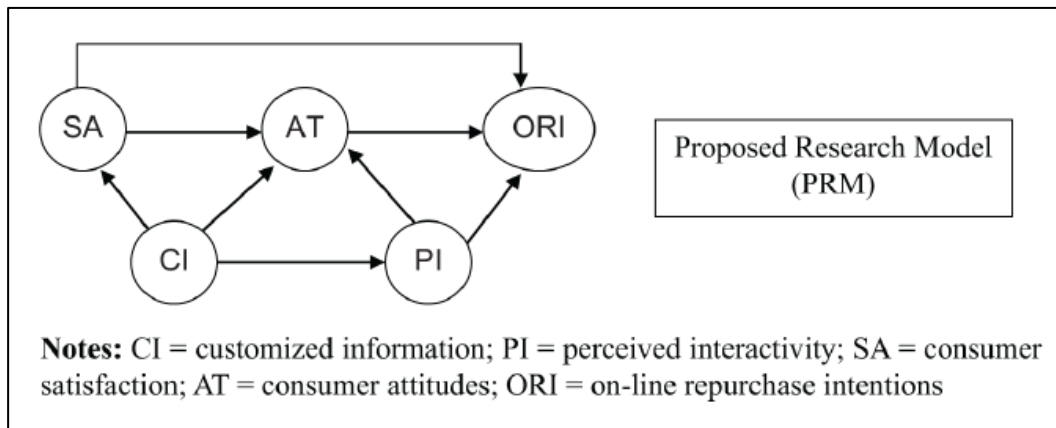 SA
AT
ORI
CI
PI
Proposed Research Model
(PRM)
Notes: CI = customized information; PI = perceived interactivity; SA = consumer
satisfaction; AT = consumer attitudes; ORI = on-line repurchase intentions